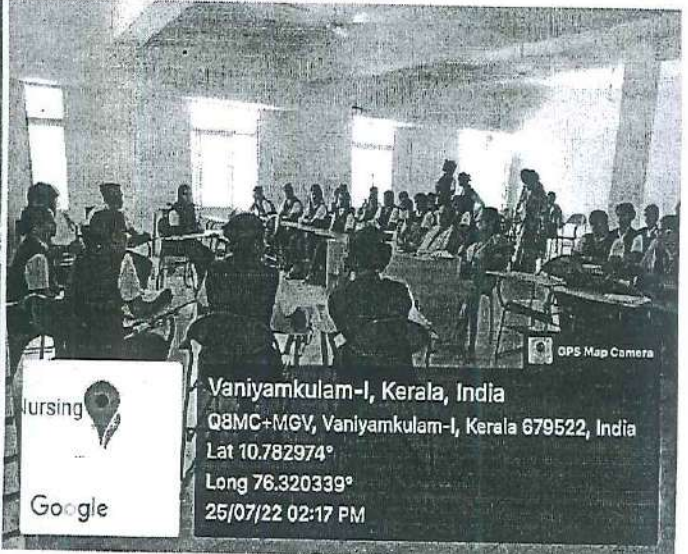 GPS Map Camera
Vaniyamkulam-I, Kerala, India
Q8MC+MGV, Vaniyamkulam-I, Kerala 679522, India
Lat 10.782974°
Long 76.320339°
25/07/22 02:17 PM
lursing
Google